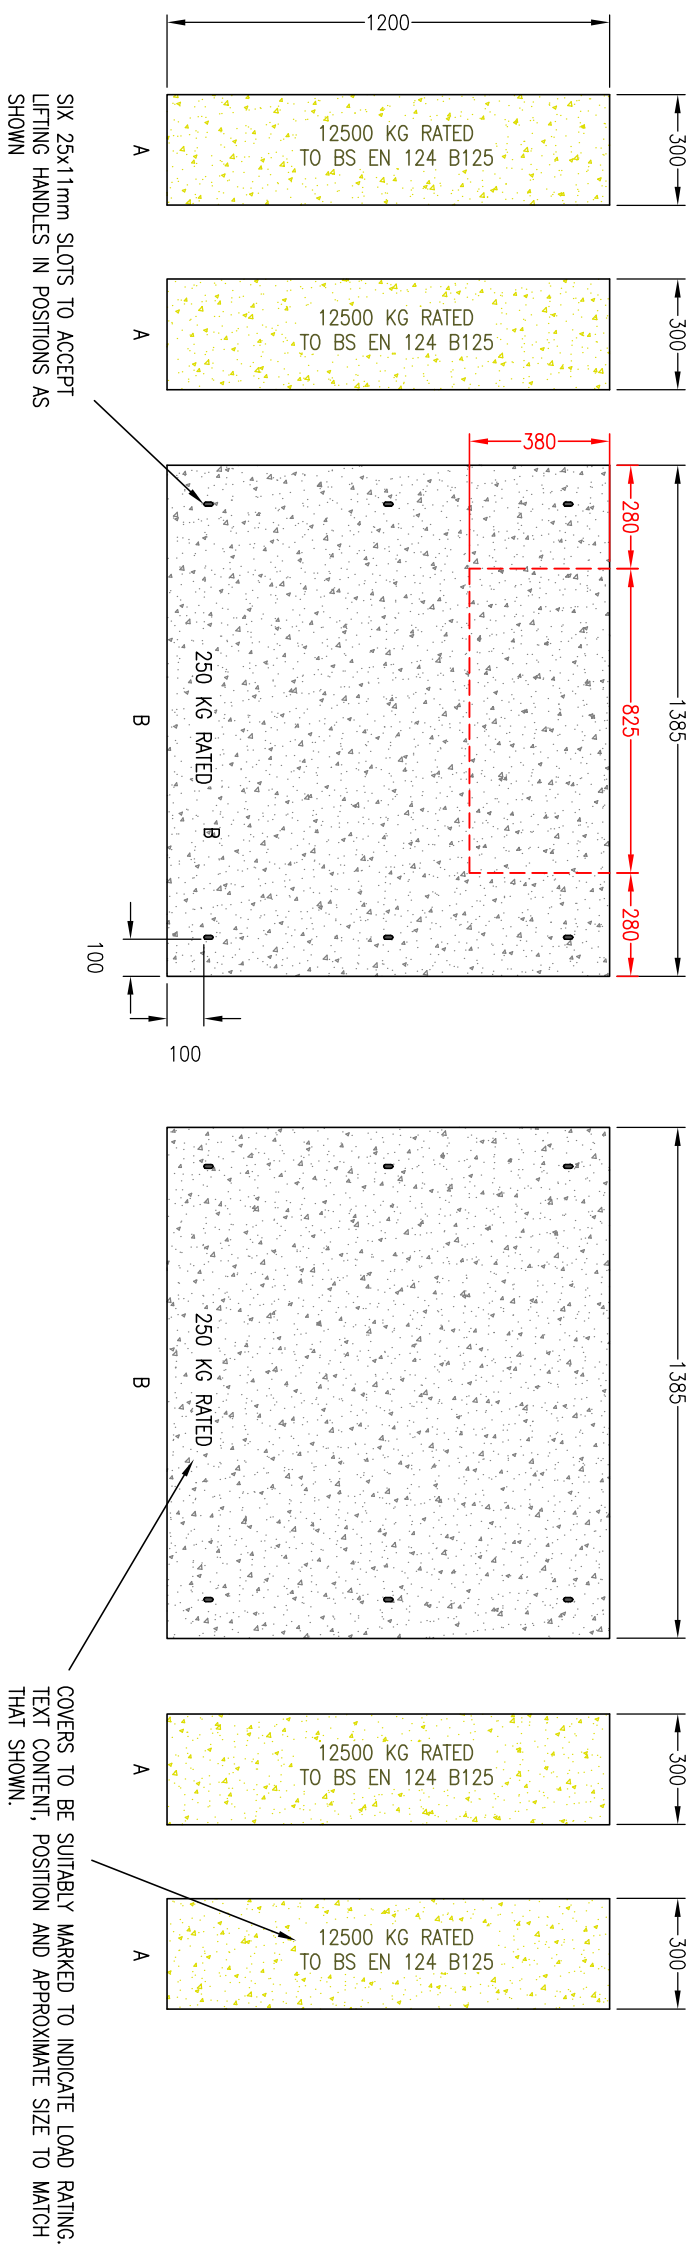 1200
300
300
1385
1385
300
300
380
280
825
280
12500 KG RATED
TO BS EN 124 B125
12500 KG RATED
TO BS EN 124 B125
250 KG RATED
B
250 KG RATED
12500 KG RATED
TO BS EN 124 B125
12500 KG RATED
TO BS EN 124 B125
A
A
B
100
100
B
A
A
SIX 25x11mm SLOTS TO ACCEPT
LIFTING HANDLES IN POSITIONS AS
SHOWN
COVERS TO BE SUITABLY MARKED TO INDICATE LOAD RATING.
TEXT CONTENT, POSITION AND APPROXIMATE SIZE TO MATCH
THAT SHOWN.